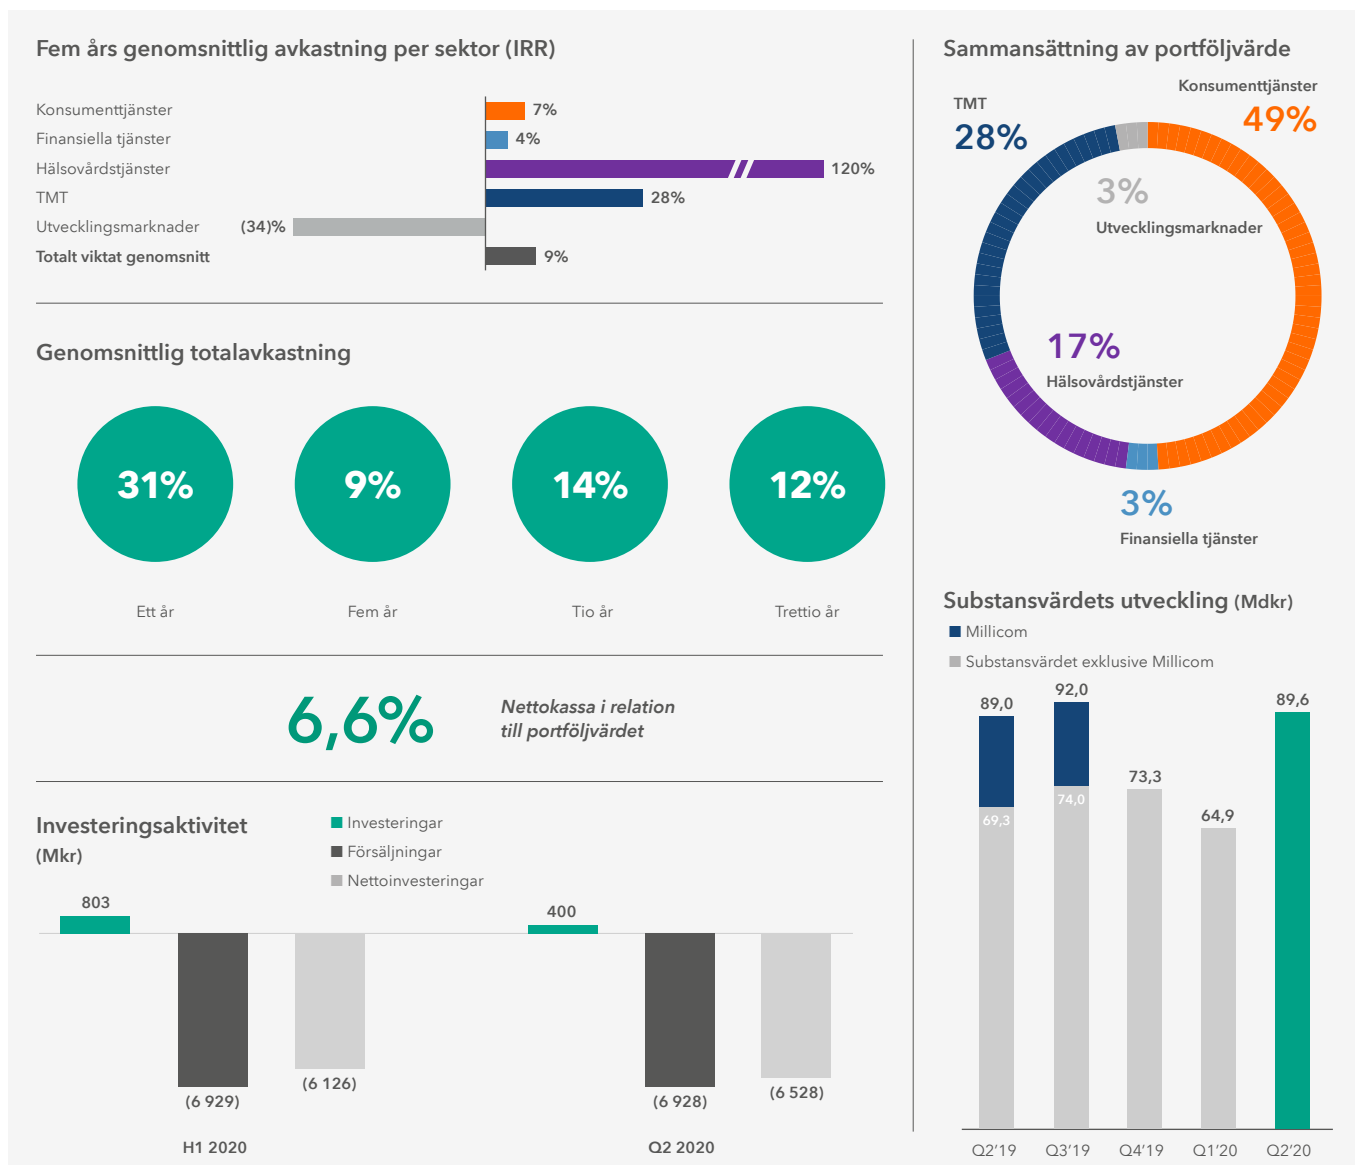 Fem års genomsnittlig avkastning per sektor (IRR)
Konsumenttjänster
7%
Finansiella tjänster
4%
Hälsovårdstjänster
120%
TMT
28%
Utvecklingsmarknader
(34)%
Totalt viktat genomsnitt
9%
Genomsnittlig totalavkastning
31%
9%
14%
12%
Ett år
Fem år
Tio år
Trettio år
6,6%
Nettokassa i relation
till portföljvärdet
Investeringsaktivitet
(Mkr)
Investeringar
Försäljningar
Nettoinvesteringar
803
400
(6 929)
(6 126)
(6 928)
(6 528)
H1 2020
Q2 2020
Sammansättning av portföljvärde
Konsumenttjänster
49%
TMT
28%
3%
Utvecklingsmarknader
17%
Hälsovårdstjänster
3%
Finansiella tjänster
Substansvärdets utveckling (Mdkr)
Millicom
Substansvärdet exklusive Millicom
89,0
92,0
73,3
64,9
89,6
69,3
74,0
Q2'19
Q3'19
Q4'19
Q1'20
Q2'20